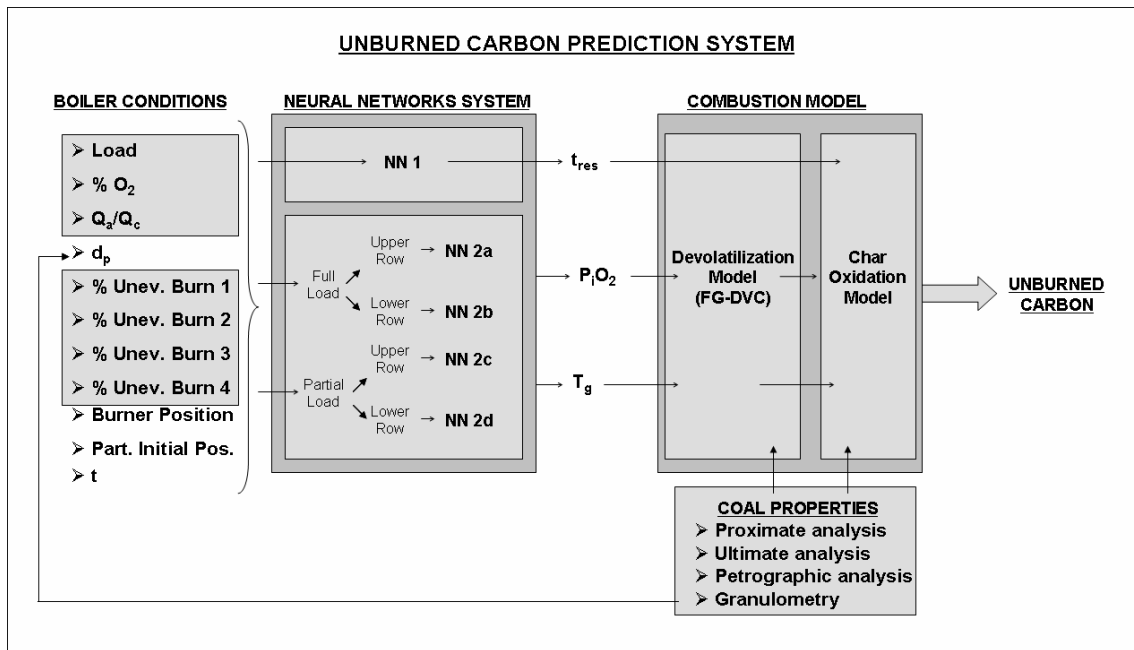 UNBURNED CARBON PREDICTION SYSTEM
BOILER CONDITIONS
➢ Load
➢ % O₂
➢ Qₐ/Q꜀
➢ dₚ
➢ % Unev. Burn 1
➢ % Unev. Burn 2
➢ % Unev. Burn 3
➢ % Unev. Burn 4
➢ Burner Position
➢ Part. Initial Pos.
➢ t
NEURAL NETWORKS SYSTEM
NN 1
Full
Load
Upper
Row
NN 2a
Lower
Row
NN 2b
Partial
Load
Upper
Row
NN 2c
Lower
Row
NN 2d
tres
PiO₂
Tg
COMBUSTION MODEL
Devolatilization
Model
(FG-DVC)
Char
Oxidation
Model
UNBURNED
CARBON
COAL PROPERTIES
➢ Proximate analysis
➢ Ultimate analysis
➢ Petrographic analysis
➢ Granulometry